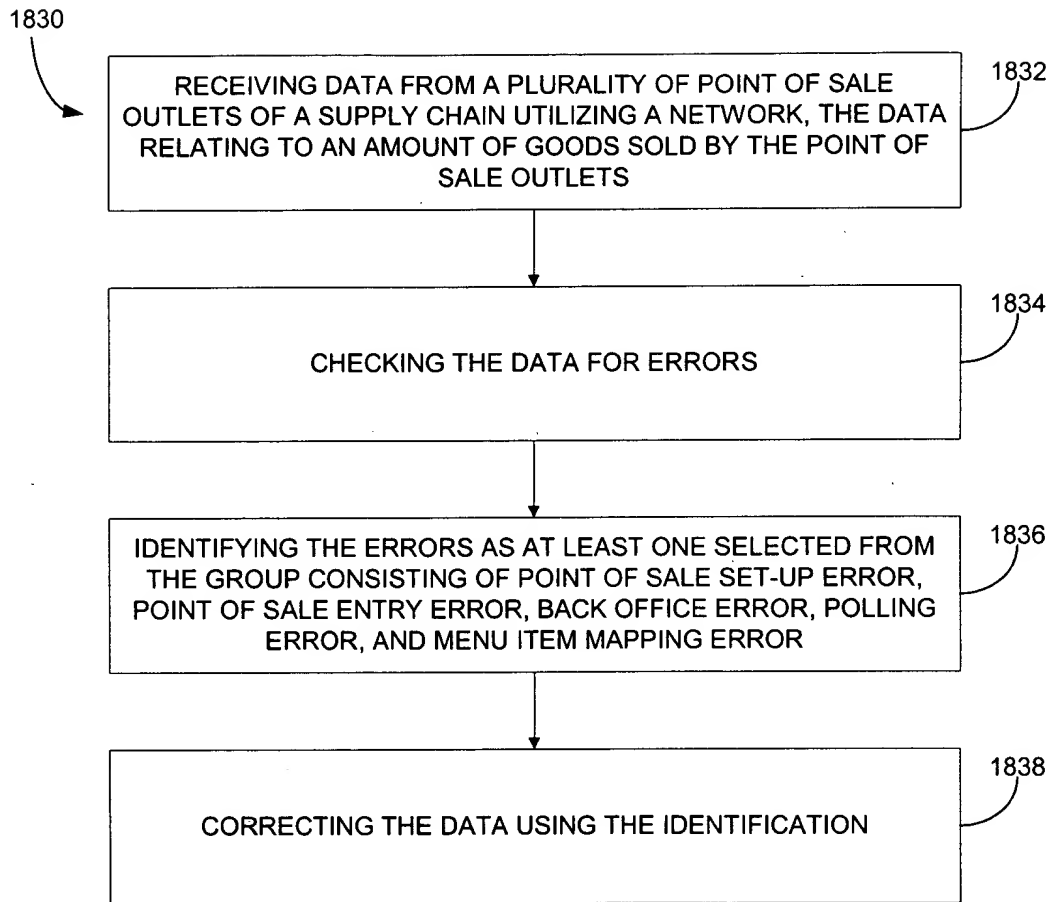 1830
RECEIVING DATA FROM A PLURALITY OF POINT OF SALE
OUTLETS OF A SUPPLY CHAIN UTILIZING A NETWORK, THE DATA
RELATING TO AN AMOUNT OF GOODS SOLD BY THE POINT OF
SALE OUTLETS
1832
CHECKING THE DATA FOR ERRORS
1834
IDENTIFYING THE ERRORS AS AT LEAST ONE SELECTED FROM
THE GROUP CONSISTING OF POINT OF SALE SET-UP ERROR,
POINT OF SALE ENTRY ERROR, BACK OFFICE ERROR, POLLING
ERROR, AND MENU ITEM MAPPING ERROR
1836
CORRECTING THE DATA USING THE IDENTIFICATION
1838